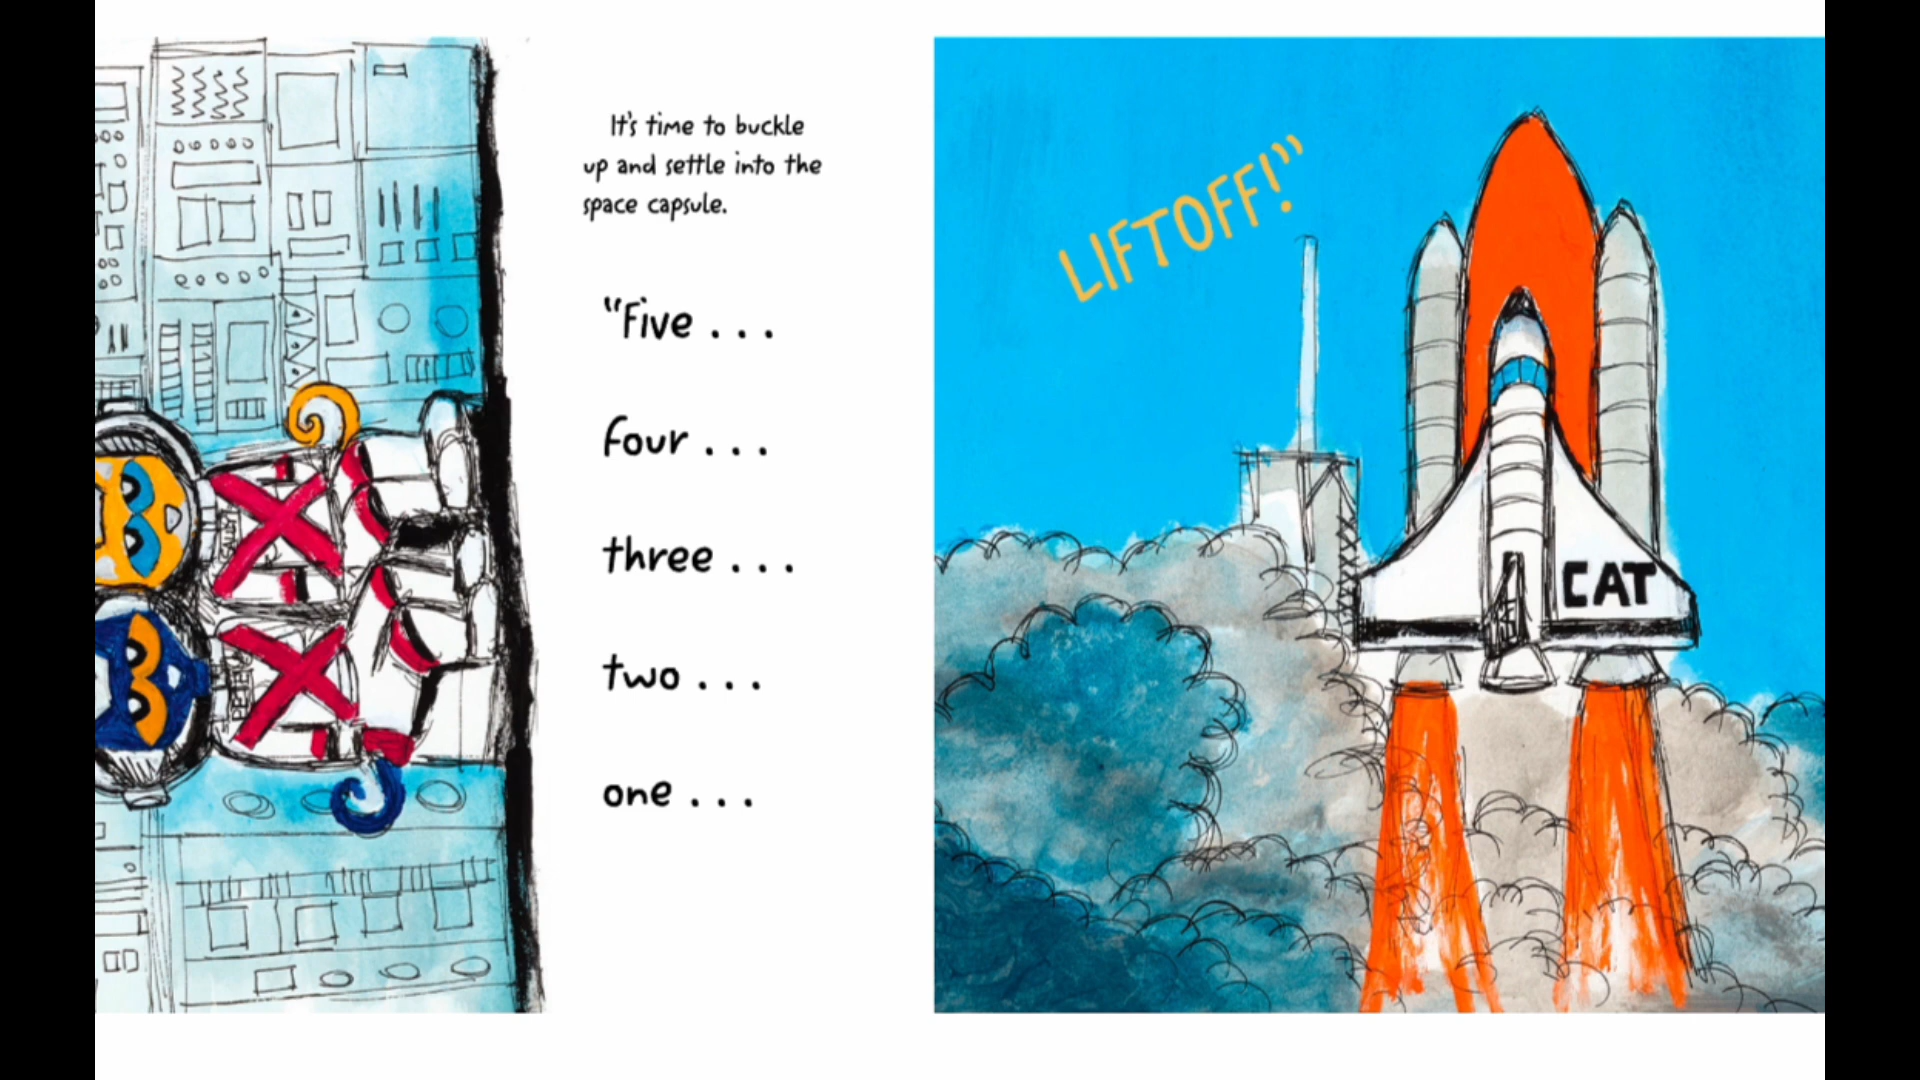 It's time to buckle
up and settle into the
space capsule.
"Five . . .
four . . .
three . . .
two . . .
one . . .
LIFTOFF!"
CAT